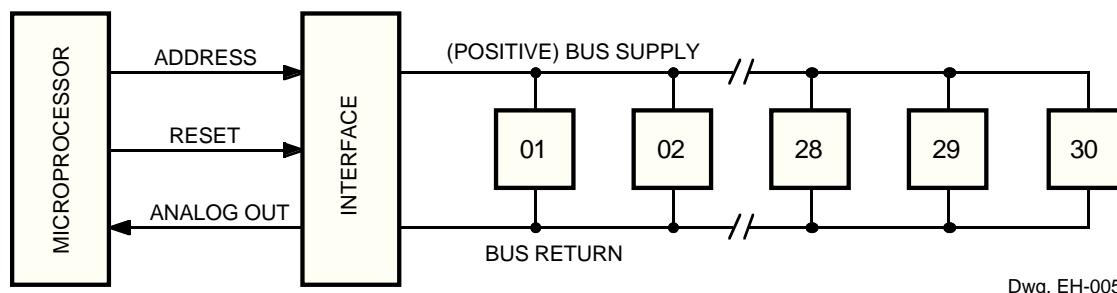 MICROPROCESSOR
ADDRESS
RESET
ANALOG OUT
INTERFACE
(POSITIVE) BUS SUPPLY
01
02
28
29
30
BUS RETURN
Dwg. EH-005